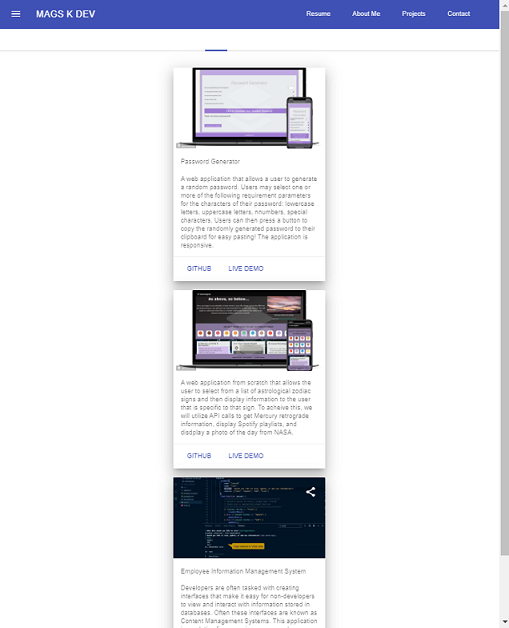 MAGS K DEV
Resume
About Me
Projects
Contact
Password Generator
A web application that allows a user to generate
a random password. Users may select one or
more of the following requirement parameters
for the characters of their password: lowercase
letters, uppercase letters, nnumbers, special
characters. Users can then press a button to
copy the randomly generated password to their
clipboard for easy pasting! The application is
responsive.
GITHUB
LIVE DEMO
As above, so below...
A web application from scratch that allows the
user to select from a list of astrological zodiac
signs and then display information to the user
that is specific to that sign. To acheive this, we
will utilize API calls to get Mercury retrograde
information, display Spotify playlists, and
disdplay a photo of the day from NASA.
GITHUB
LIVE DEMO
Employee Information Management System
Developers are often tasked with creating
interfaces that make it easy for non-developers
to view and interact with information stored in
databases. Often these interfaces are known as
Content Management Systems. This application